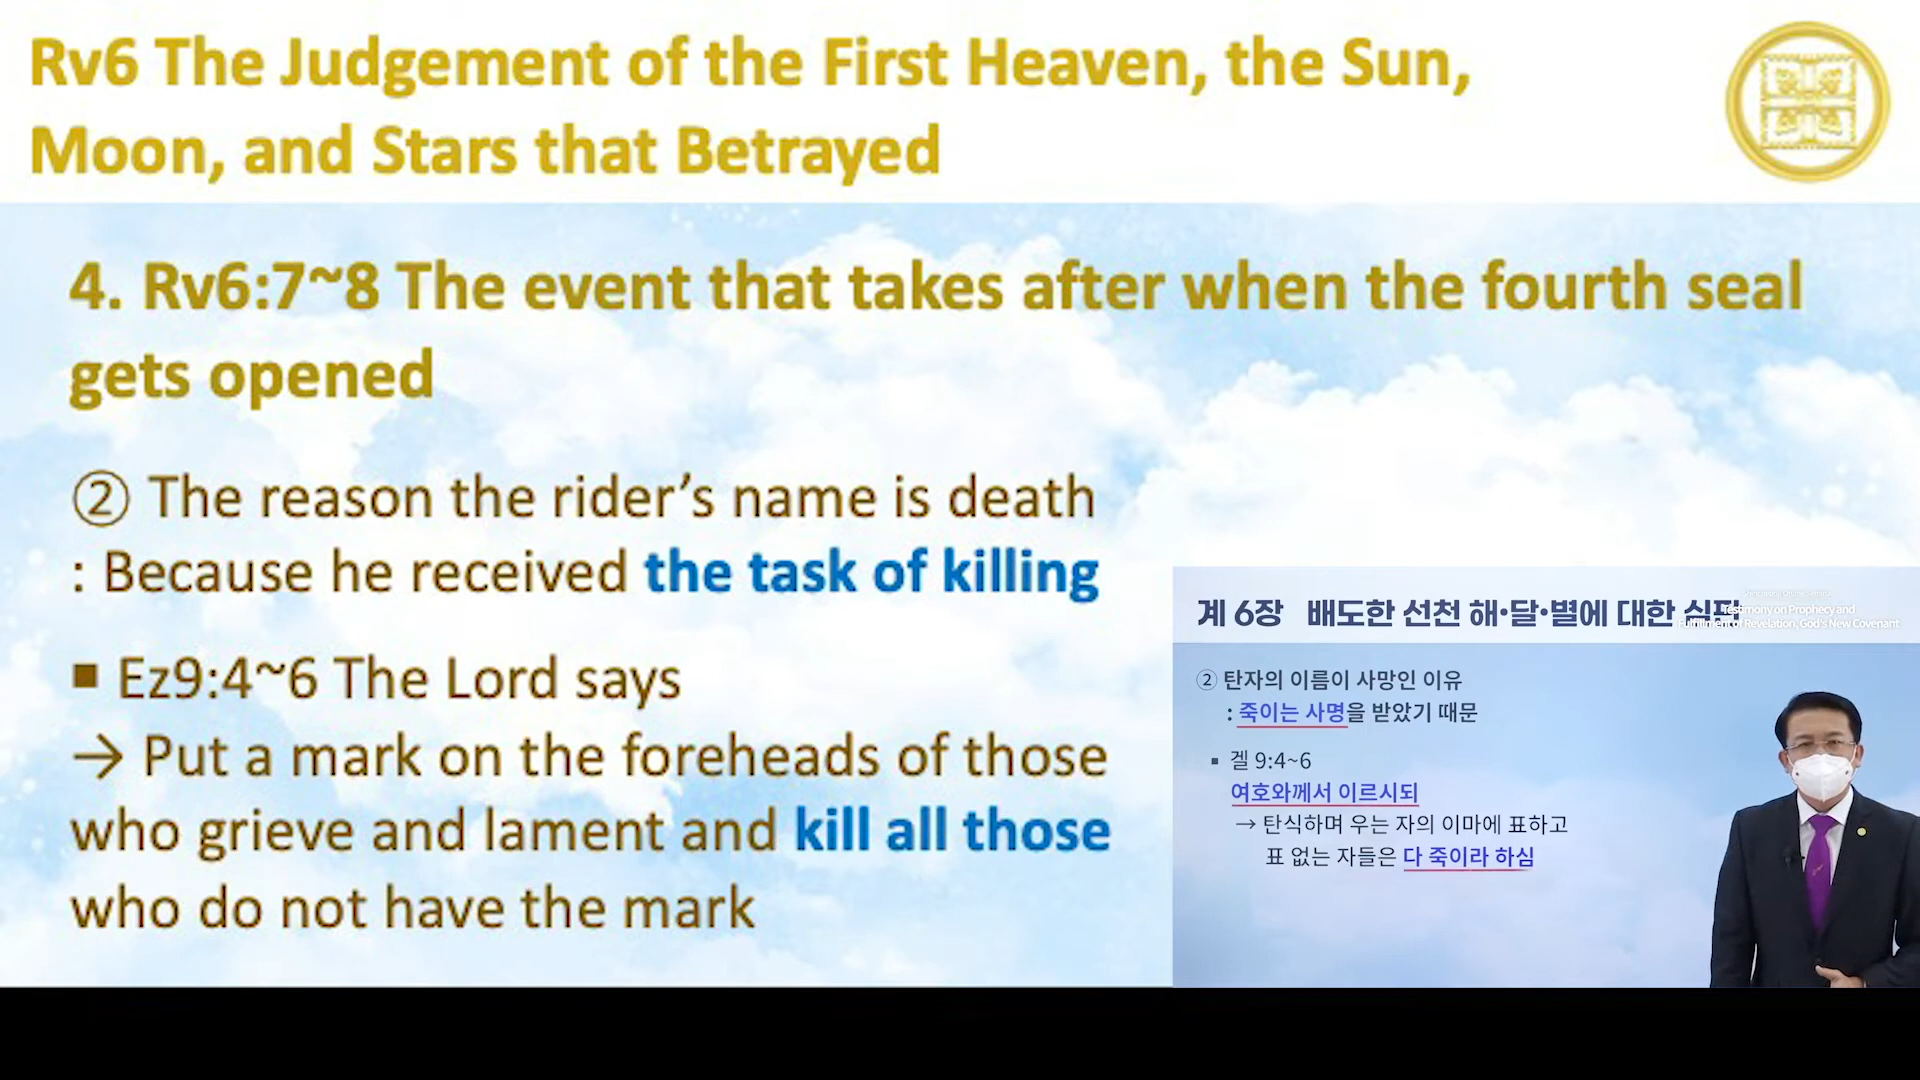 Rv6 The Judgement of the First Heaven, the Sun,
Moon, and Stars that Betrayed
4. Rv6:7~8 The event that takes after when the fourth seal
gets opened
② The reason the rider’s name is death
: Because he received the task of killing
■ Ez9:4~6 The Lord says
→ Put a mark on the foreheads of those
who grieve and lament and kill all those
who do not have the mark
계 6장 배도한 선천 해•달•별에 대한 심판
Testimony on Prophecy and
Fulfillment of Revelation, God's New Covenant
② 탄자의 이름이 사망인 이유
: 죽이는 사명을 받았기 때문
▪ 겔 9:4~6
여호와께서 이르시되
→ 탄식하며 우는 자의 이마에 표하고
표 없는 자들은 다 죽이라 하심